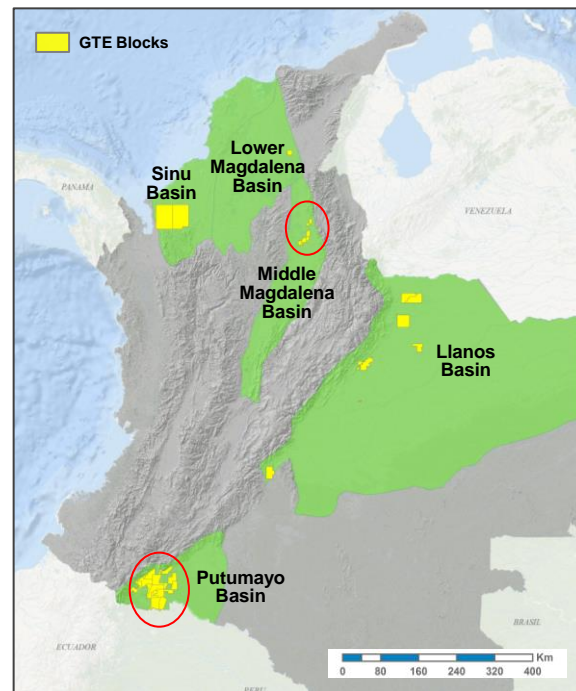 GTE Blocks
Lower
Magdalena
Basin
Sinu
Basin
PANAMA
VENEZUELA
Middle
Magdalena
Basin
Llanos
Basin
Putumayo
Basin
ECUADOR
BRASIL
PERU
Km
0 80 160 240 320 400